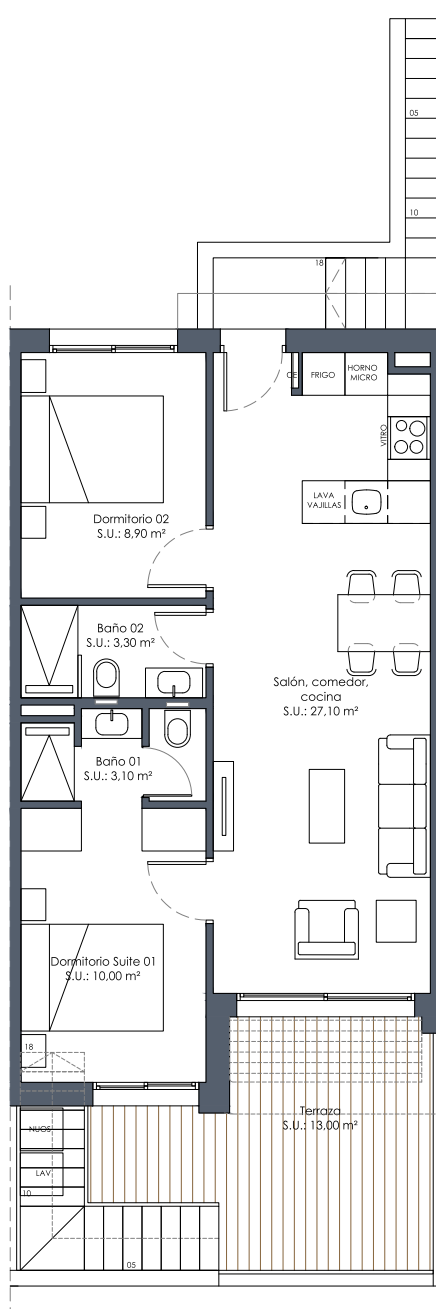 05
10
18
CE
FRIGO
HORNO
MICRO
VITRO
LAVA
VAJILLAS
Dormitorio 02
S.U.: 8,90 m²
Baño 02
S.U.: 3,30 m²
Salón, comedor,
cocina
S.U.: 27,10 m²
Baño 01
S.U.: 3,10 m²
Dormitorio Suite 01
S.U.: 10,00 m²
18
Terraza
S.U.: 13,00 m²
LAV
10
05